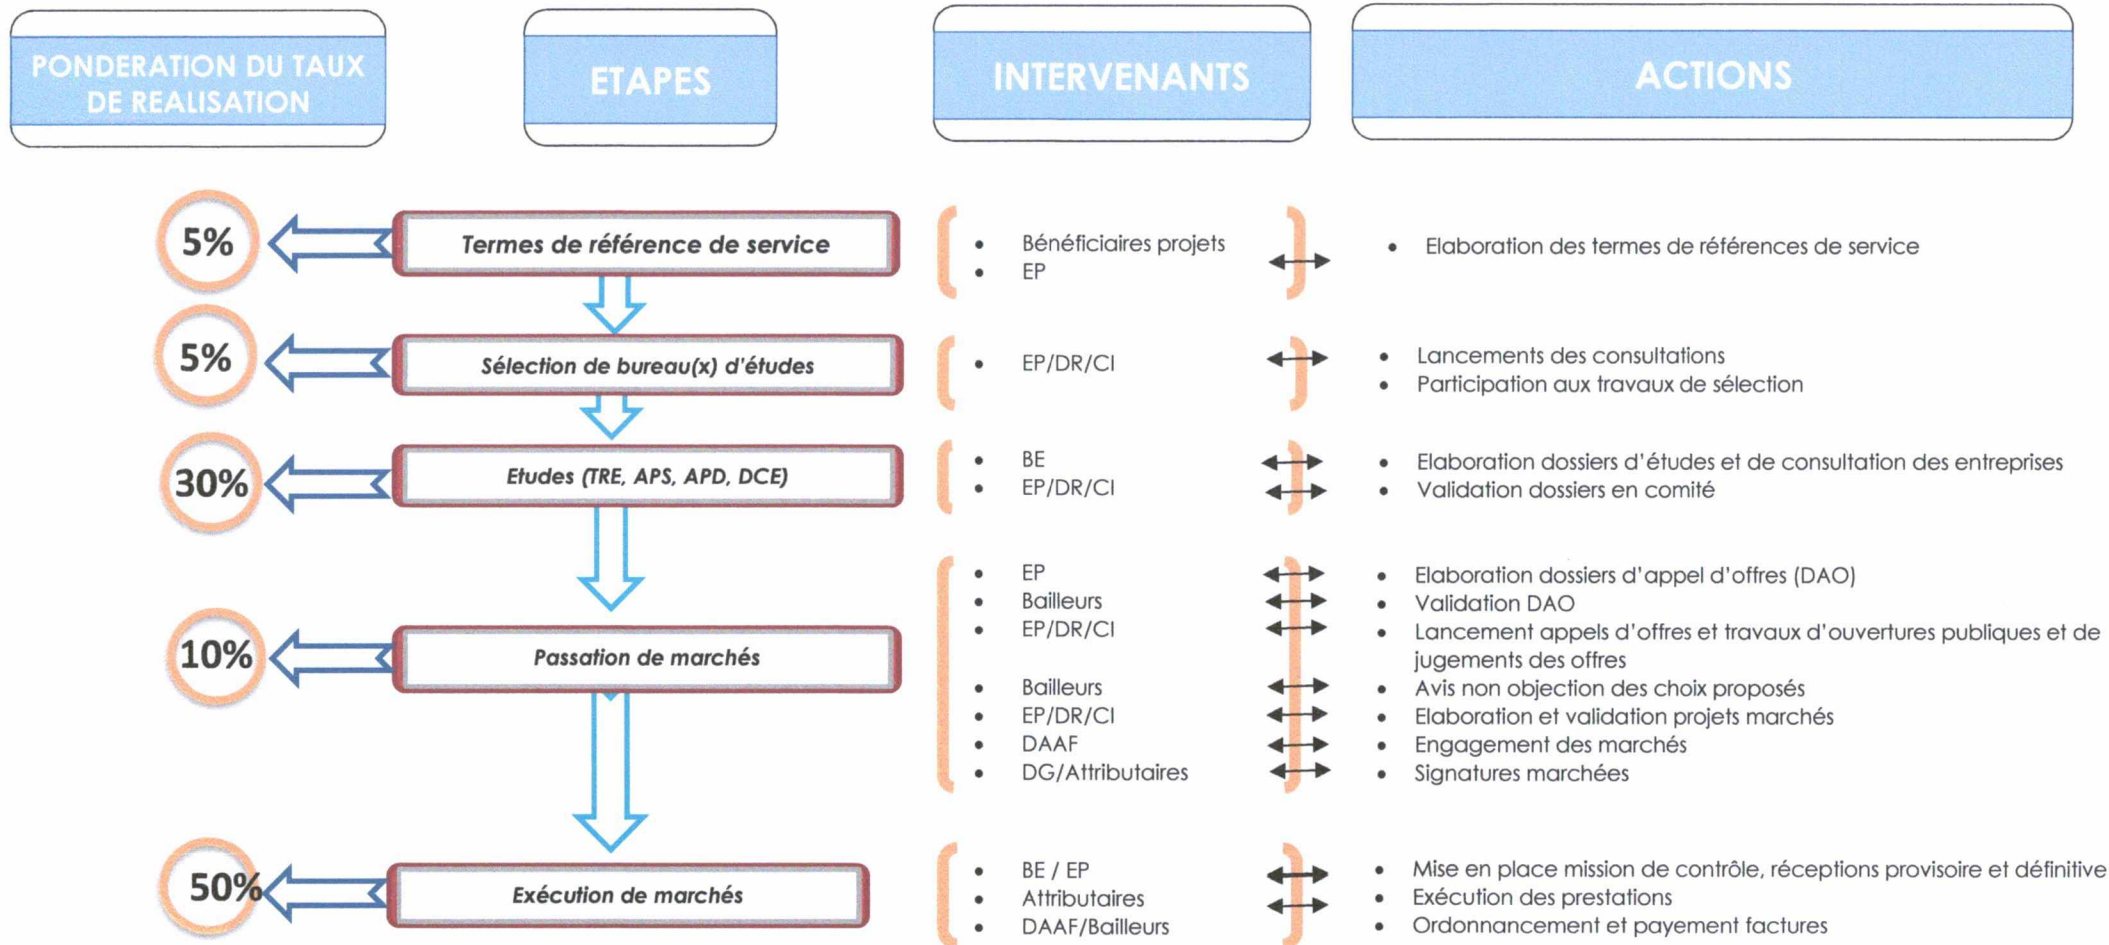 PONDERATION DU TAUX
DE REALISATION
ETAPES
INTERVENANTS
ACTIONS
5%
Termes de référence de service
• Bénéficiaires projets
• EP
• Elaboration des termes de références de service
5%
Sélection de bureau(x) d'études
• EP/DR/CI
• Lancements des consultations
• Participation aux travaux de sélection
30%
Etudes (TRE, APS, APD, DCE)
• BE
• EP/DR/CI
• Elaboration dossiers d'études et de consultation des entreprises
• Validation dossiers en comité
10%
Passation de marchés
• EP
• Bailleurs
• EP/DR/CI
• Bailleurs
• EP/DR/CI
• DAAF
• DG/Attributaires
• Elaboration dossiers d'appel d'offres (DAO)
• Validation DAO
• Lancement appels d'offres et travaux d'ouvertures publiques et de
jugements des offres
• Avis non objection des choix proposés
• Elaboration et validation projets marchés
• Engagement des marchés
• Signatures marchées
50%
Exécution de marchés
• BE / EP
• Attributaires
• DAAF/Bailleurs
• Mise en place mission de contrôle, réceptions provisoire et définitive
• Exécution des prestations
• Ordonnancement et payement factures